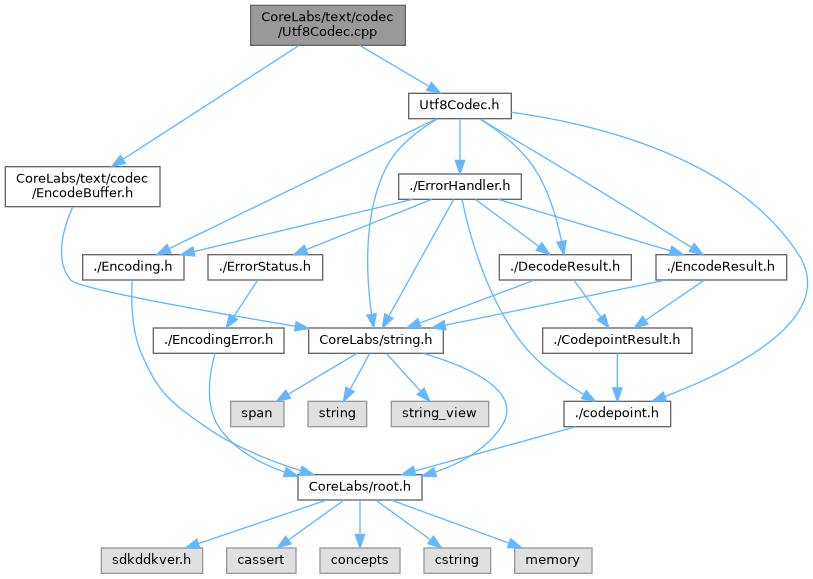 CoreLabs/text/codec
/Utf8Codec.cpp
Utf8Codec.h
CoreLabs/text/codec
/EncodeBuffer.h
./ErrorHandler.h
./Encoding.h
./ErrorStatus.h
./DecodeResult.h
./EncodeResult.h
./EncodingError.h
CoreLabs/string.h
./CodepointResult.h
span
string
string_view
./codepoint.h
CoreLabs/root.h
sdkddkver.h
cassert
concepts
cstring
memory